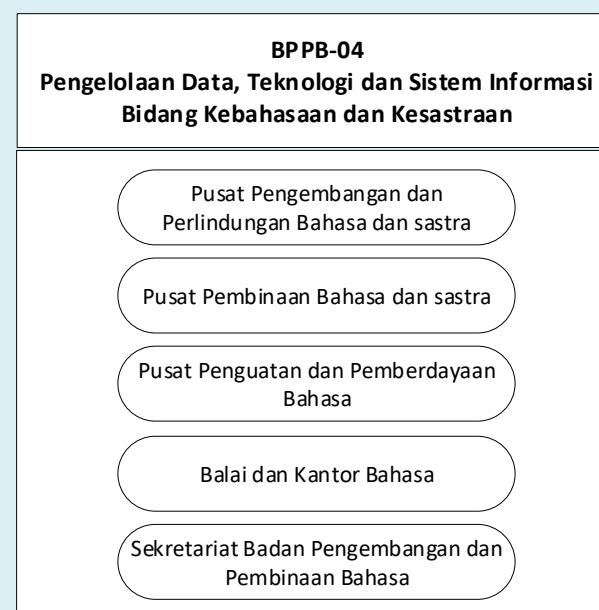 BPPB-04
Pengelolaan Data, Teknologi dan Sistem Informasi
Bidang Kebahasaan dan Kesastraan
Pusat Pengembangan dan
Perlindungan Bahasa dan sastra
Pusat Pembinaan Bahasa dan sastra
Pusat Penguatan dan Pemberdayaan
Bahasa
Balai dan Kantor Bahasa
Sekretariat Badan Pengembangan dan
Pembinaan Bahasa